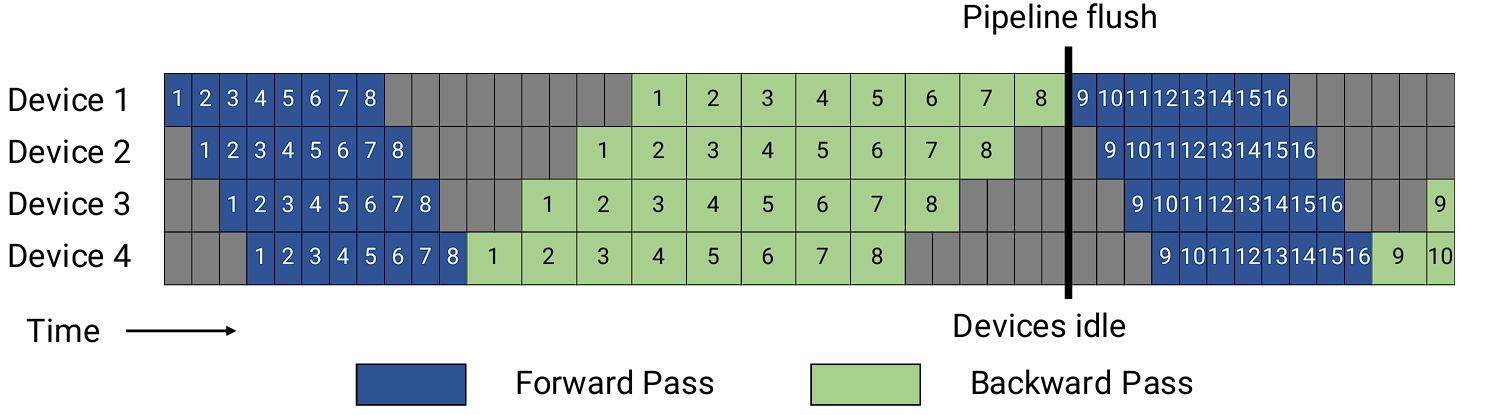 Pipeline flush
Device 1 1 2 3 4 5 6 7 8 1 2 3 4 5 6 7 8 9 10 11 12 13 14 15 16
Device 2 1 2 3 4 5 6 7 8 1 2 3 4 5 6 7 8 9 10 11 12 13 14 15 16
Device 3 1 2 3 4 5 6 7 8 1 2 3 4 5 6 7 8 9 10 11 12 13 14 15 16 9
Device 4 1 2 3 4 5 6 7 8 1 2 3 4 5 6 7 8 9 10 11 12 13 14 15 16 9 10
Time
Devices idle
Forward Pass
Backward Pass